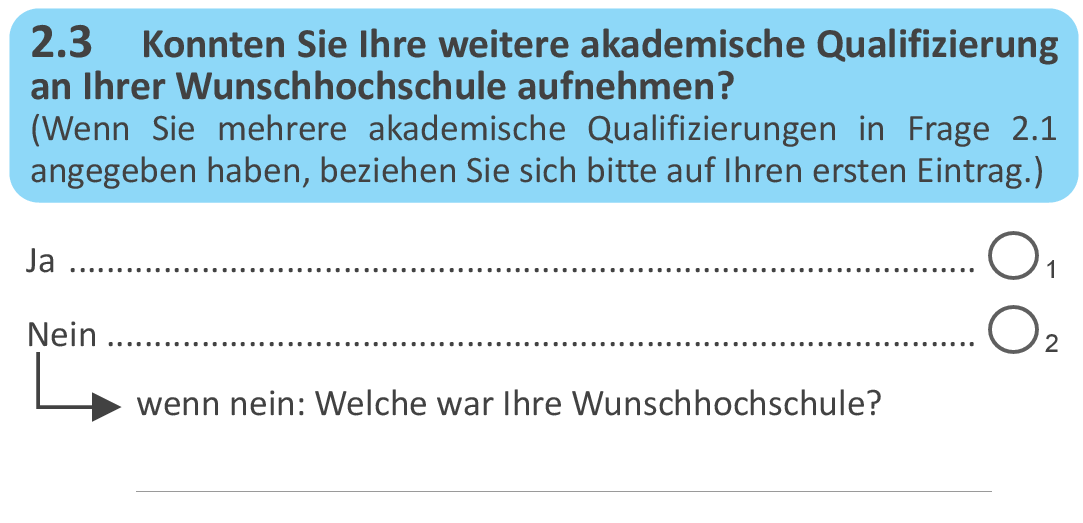 2.3 Konnten Sie Ihre weitere akademische Qualifizierung
an Ihrer Wunschhochschule aufnehmen?
(Wenn Sie mehrere akademische Qualifizierungen in Frage 2.1
angegeben haben, beziehen Sie sich bitte auf Ihren ersten Eintrag.)
Ja ................................................................................................ 1
Nein ............................................................................................ 2
wenn nein: Welche war Ihre Wunschhochschule?